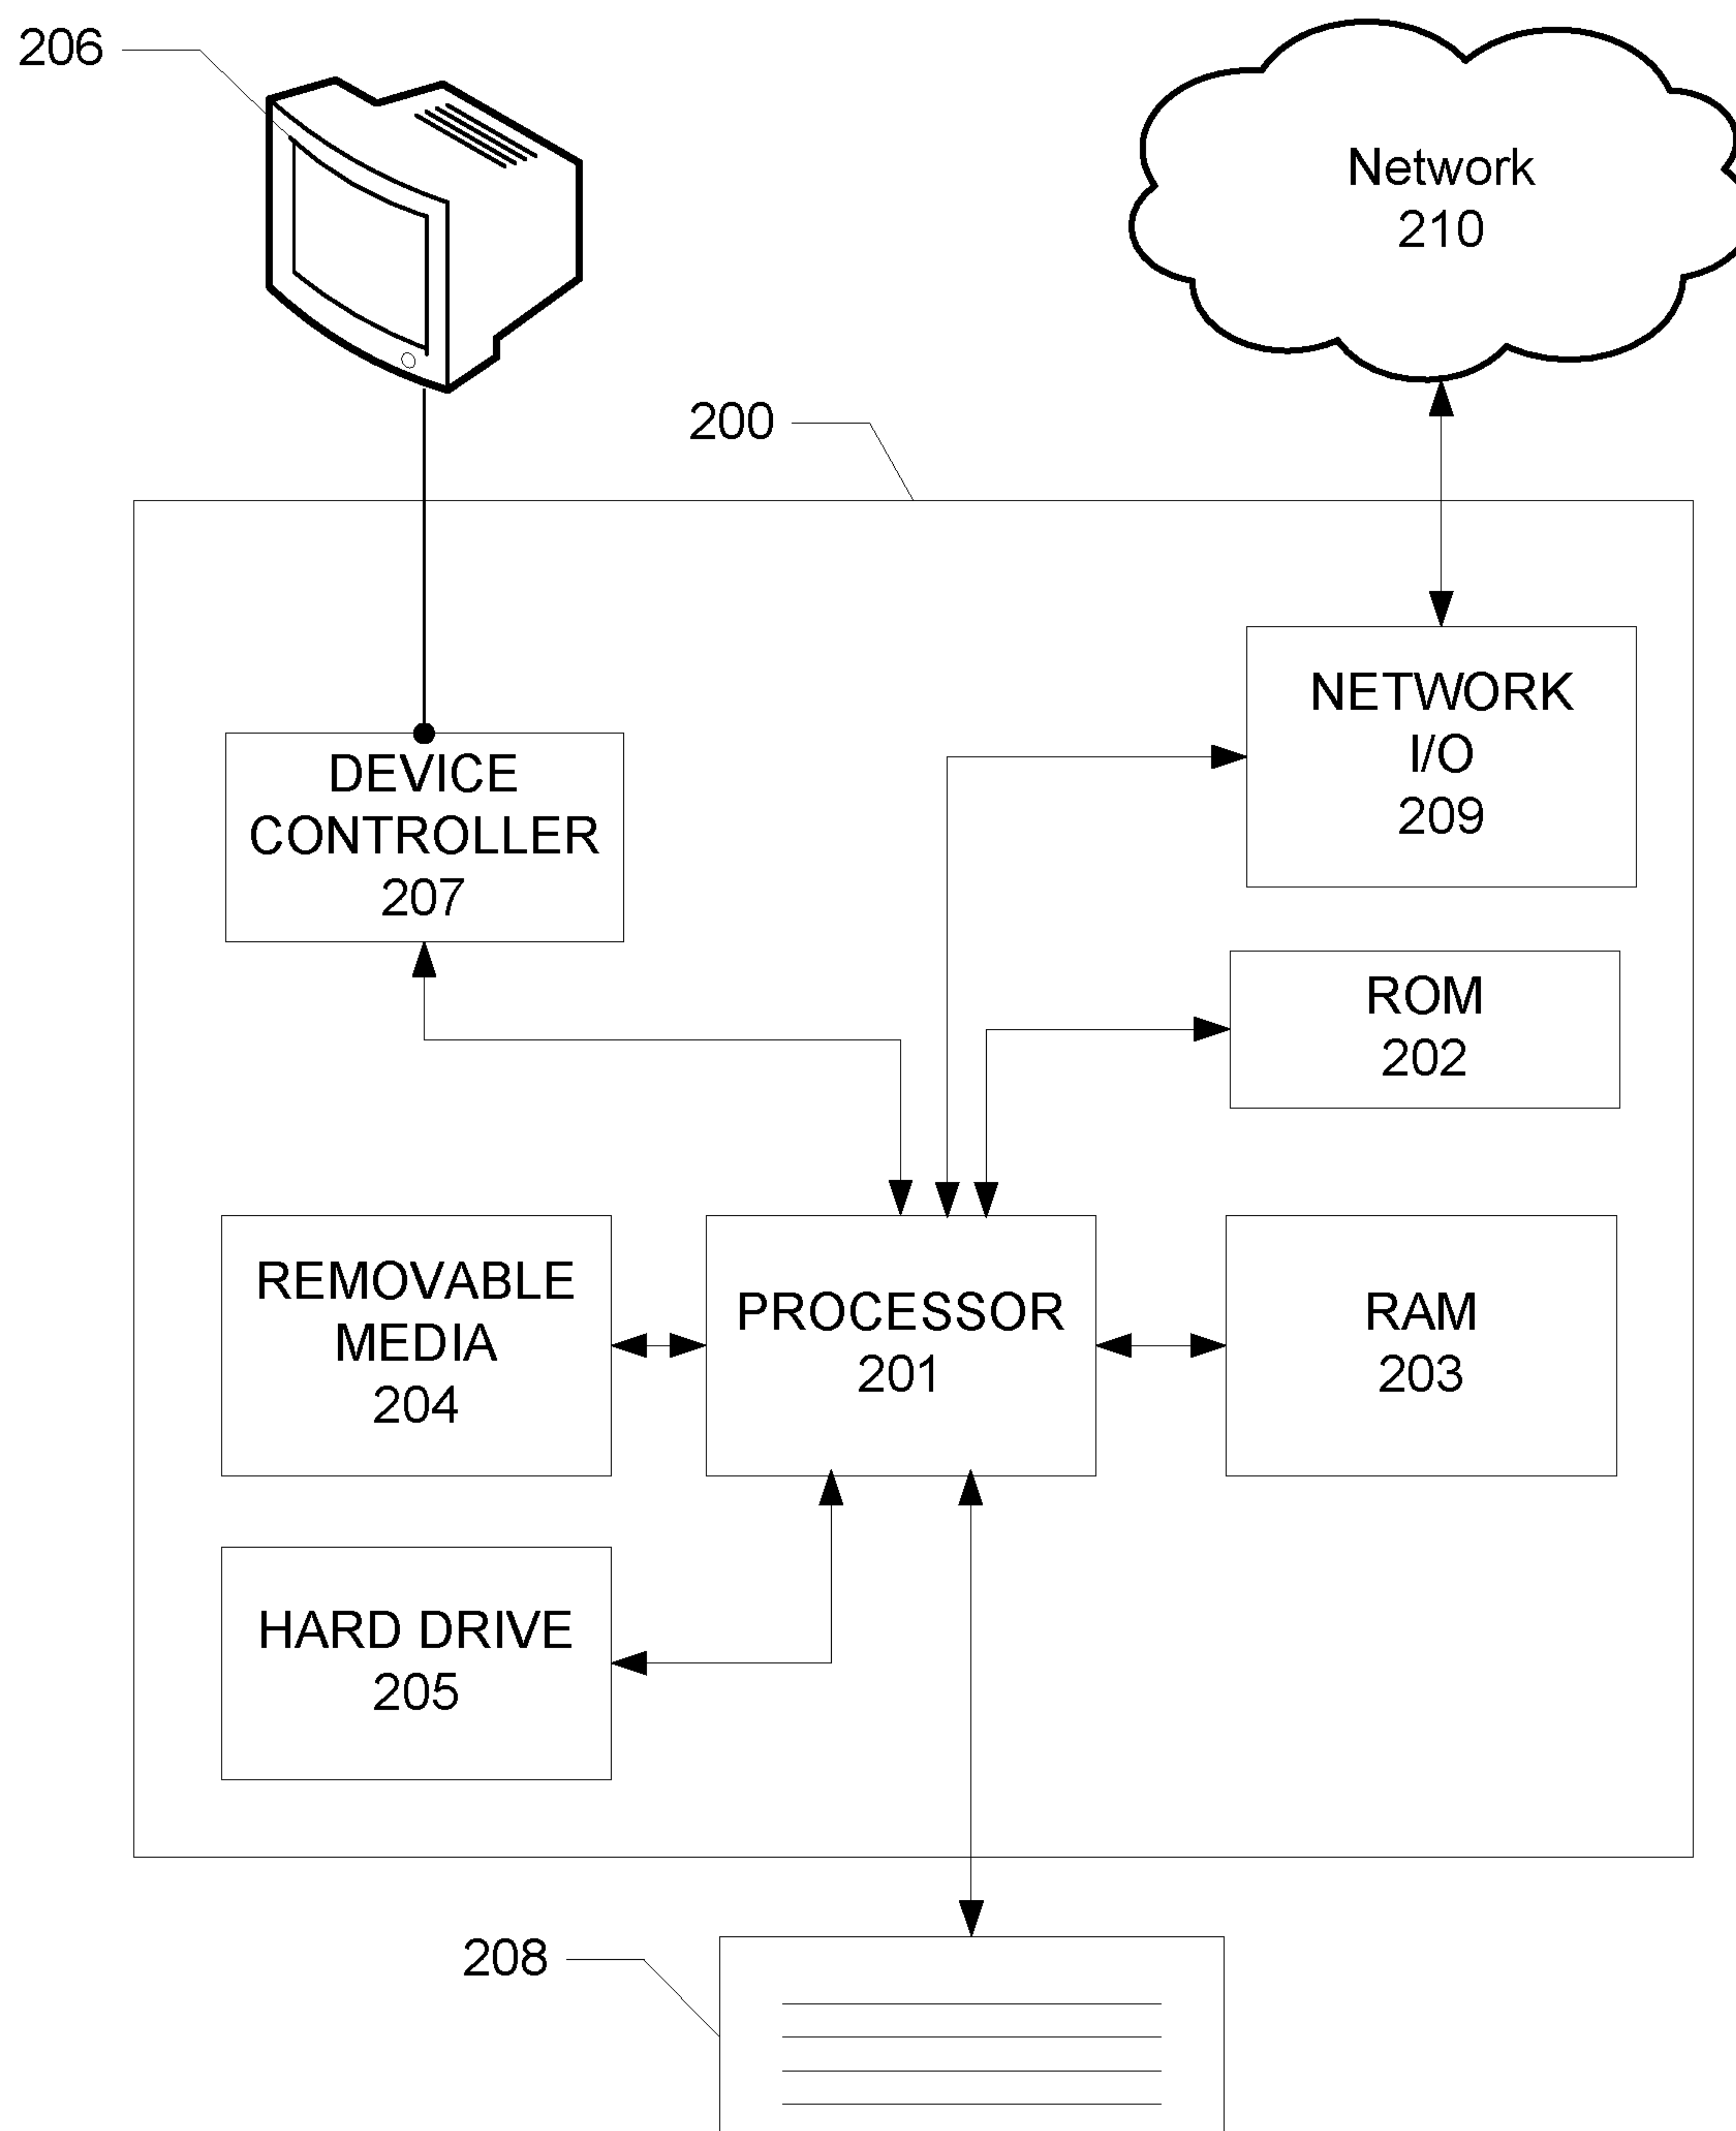 206
Network
210
200
NETWORK
I/O
209
DEVICE
CONTROLLER
207
ROM
202
REMOVABLE
MEDIA
204
PROCESSOR
201
RAM
203
HARD DRIVE
205
208